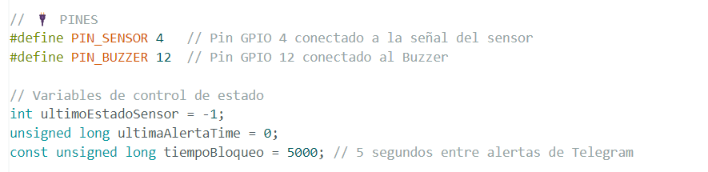 // 🔌 PINES
#define PIN_SENSOR 4   // Pin GPIO 4 conectado a la señal del sensor
#define PIN_BUZZER 12  // Pin GPIO 12 conectado al Buzzer
// Variables de control de estado
int ultimoEstadoSensor = -1;
unsigned long ultimaAlertaTime = 0;
const unsigned long tiempoBloqueo = 5000; // 5 segundos entre alertas de Telegram